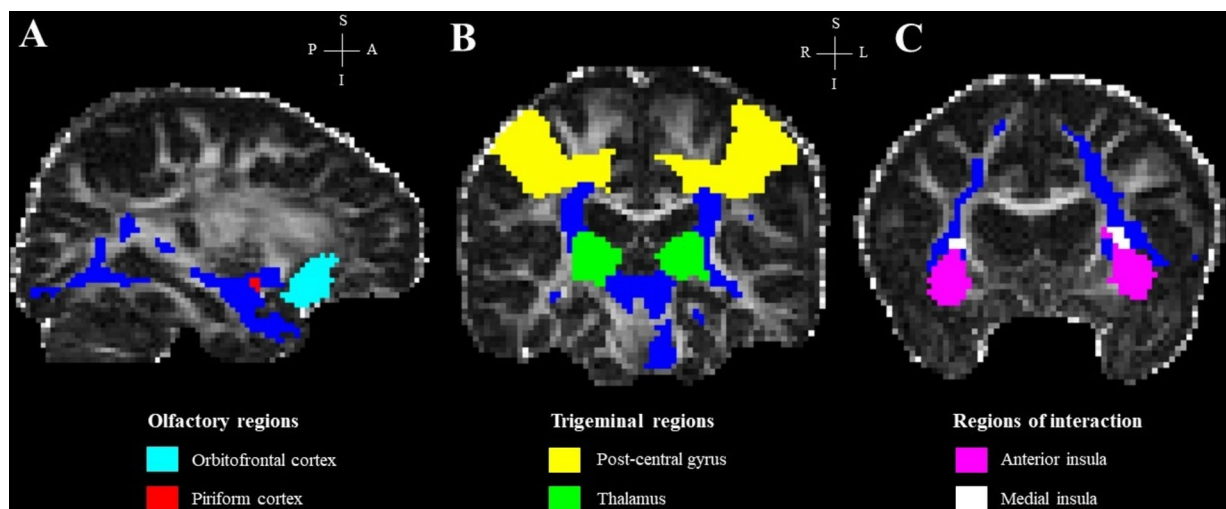 A
S
P A
I
B
S
R L
I
C
Olfactory regions
Orbitofrontal cortex
Piriform cortex
Trigeminal regions
Post-central gyrus
Thalamus
Regions of interaction
Anterior insula
Medial insula